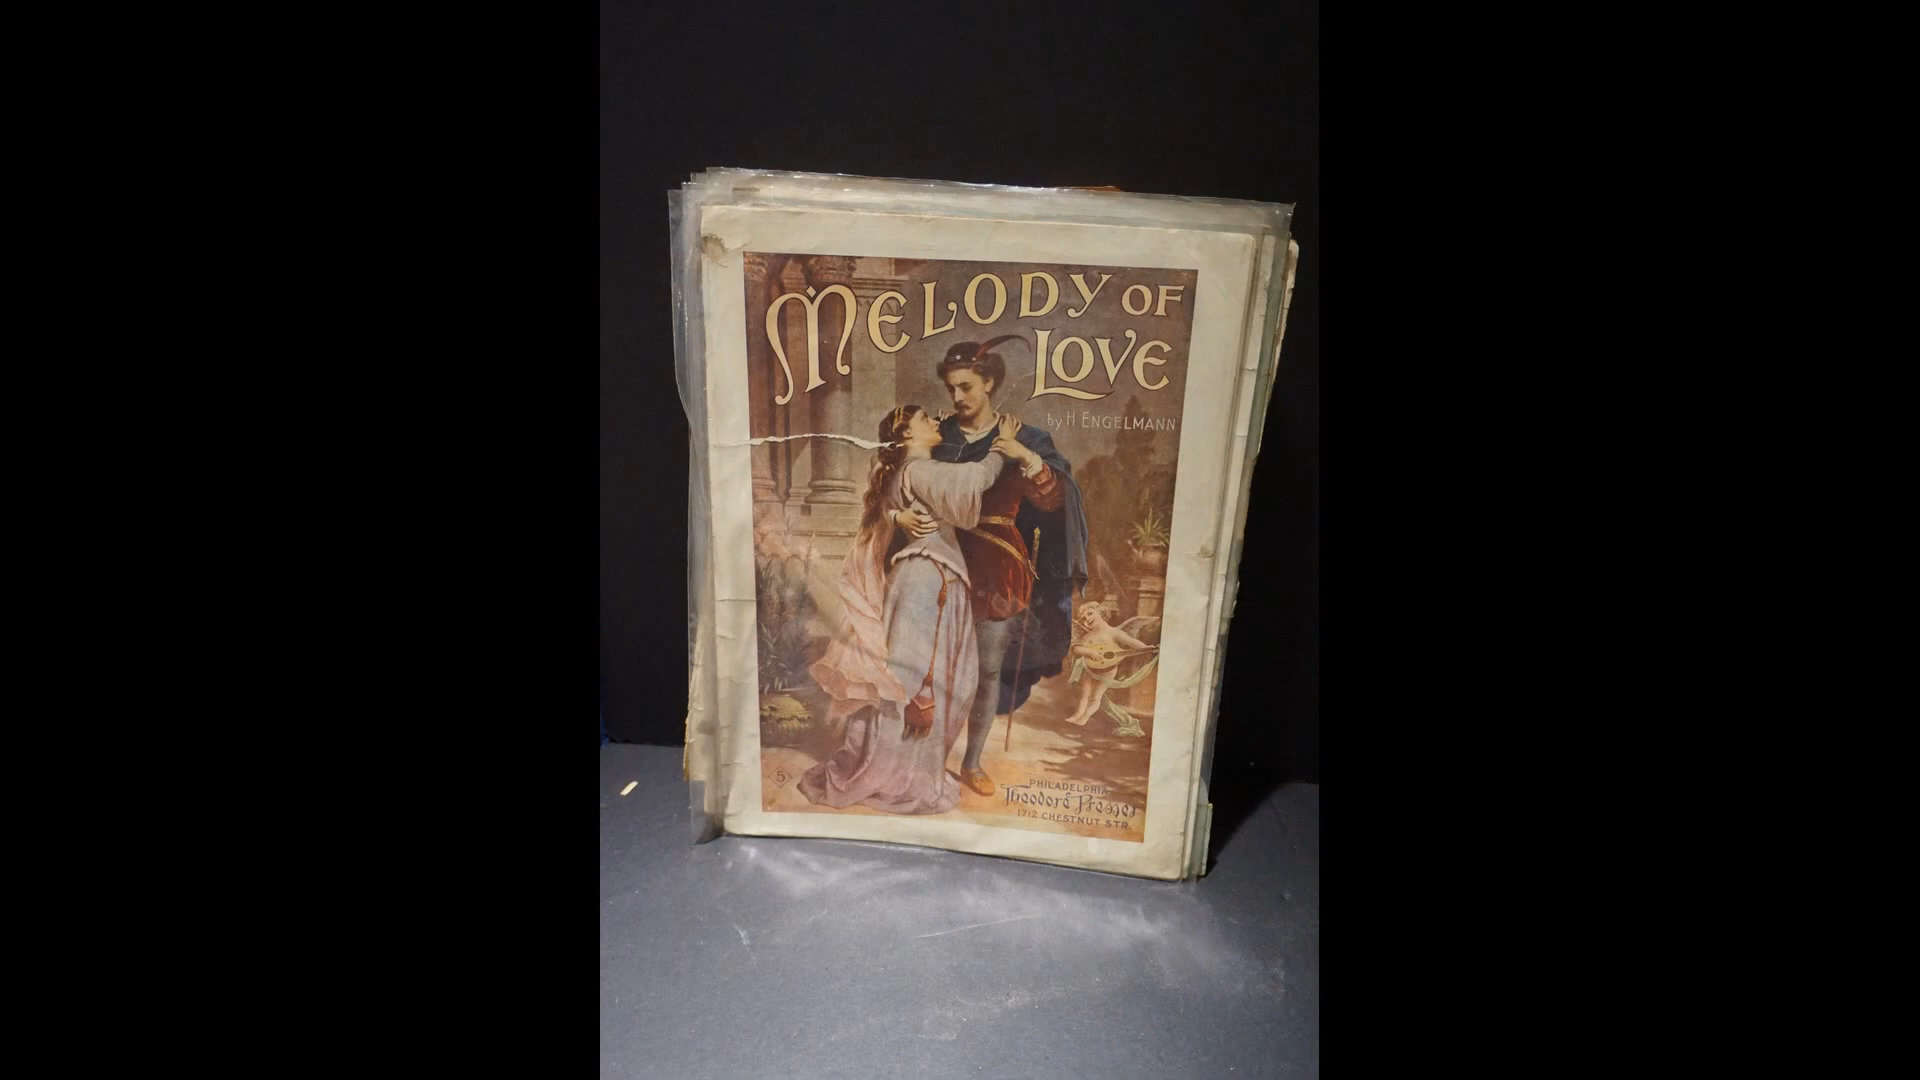 MELODY OF
LOVE
by H ENGELMANN
5
PHILADELPHIA
Theodore Presser
1712 CHESTNUT STR.